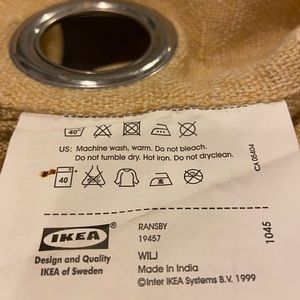 40°
US: Machine wash, warm. Do not bleach.
Do not tumble dry. Hot iron. Do not dryclean.
40
CA 05404
IKEA
Design and Quality
IKEA of Sweden
RANSBY
19457
WILJ
Made in India
©Inter IKEA Systems B.V. 1999
1045